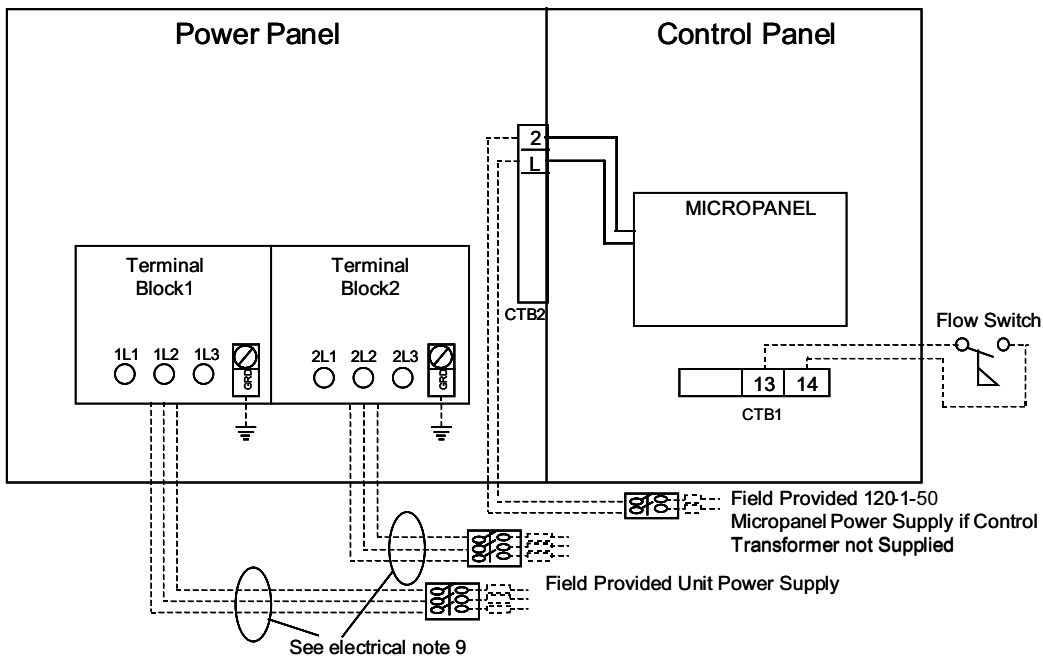 Power Panel
Control Panel
2
L
MICROPANEL
Terminal
Block1
Terminal
Block2
CTB2
Flow Switch
1L1 1L2 1L3
GRD
2L1 2L2 2L3
GRD
13 14
CTB1
Field Provided 120-1-50
Micropanel Power Supply if Control
Transformer not Supplied
Field Provided Unit Power Supply
See electrical note 9